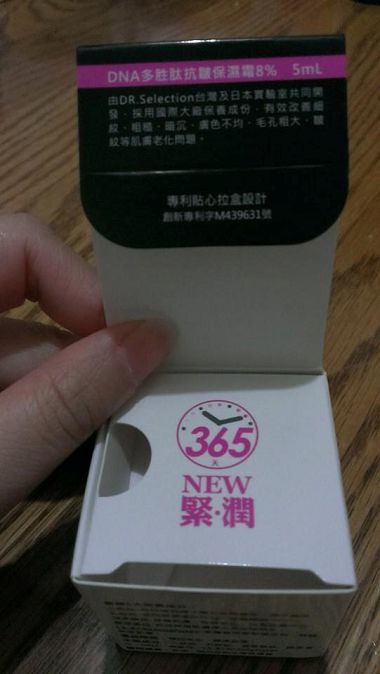 DNA多胜肽抗皺保濕霜8% 5mL
由DR.Selection台灣及日本實驗室共同開
發，採用國際大廠保養成份，有效改善細
紋、粗糙、暗沉、膚色不均、毛孔粗大、皺
紋等肌膚老化問題。
專利貼心拉盒設計
創新專利字M439631號
365
天
NEW
緊·潤